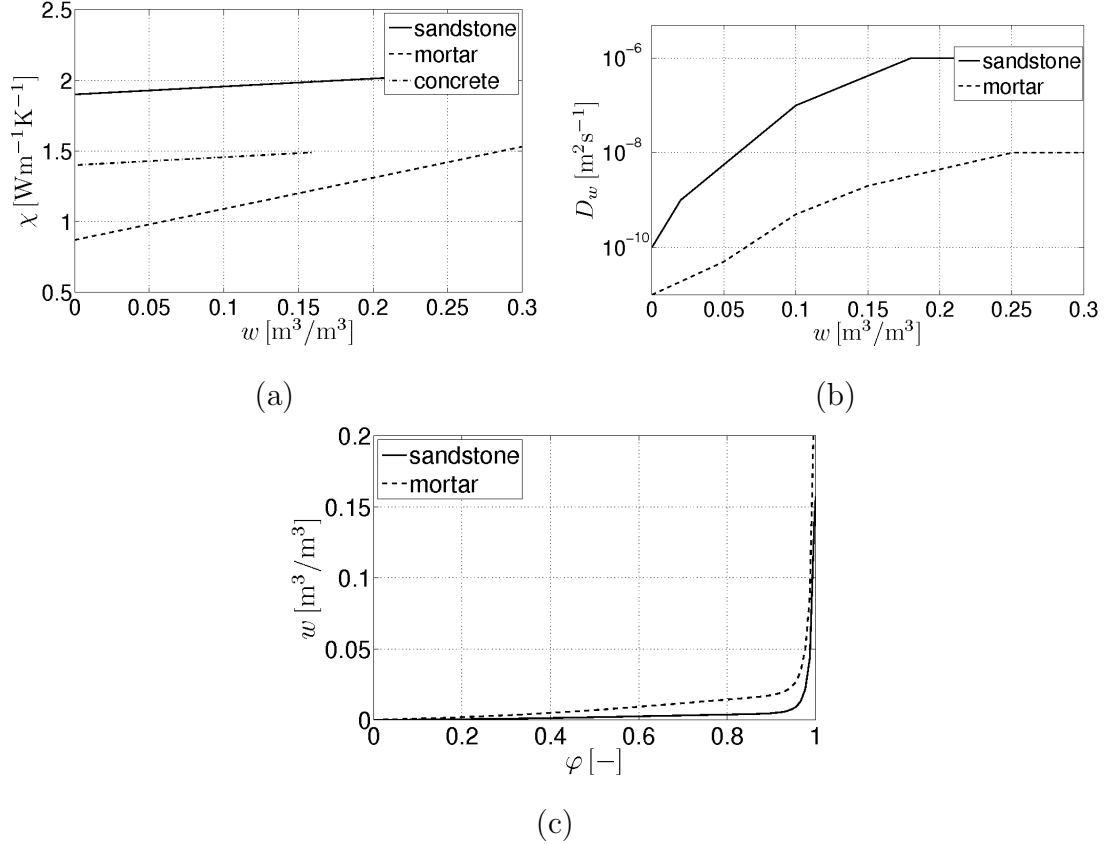 2.5
2
1.5
1
0.5
χ [Wm⁻¹K⁻¹]
sandstone
mortar
concrete
0 0.05 0.1 0.15 0.2 0.25 0.3
w [m³/m³]
(a)
10⁻⁶
10⁻⁸
10⁻¹⁰
D_w [m²s⁻¹]
sandstone
mortar
0 0.05 0.1 0.15 0.2 0.25 0.3
w [m³/m³]
(b)
0.2
0.15
0.1
0.05
0
w [m³/m³]
sandstone
mortar
0 0.2 0.4 0.6 0.8 1
φ [−]
(c)